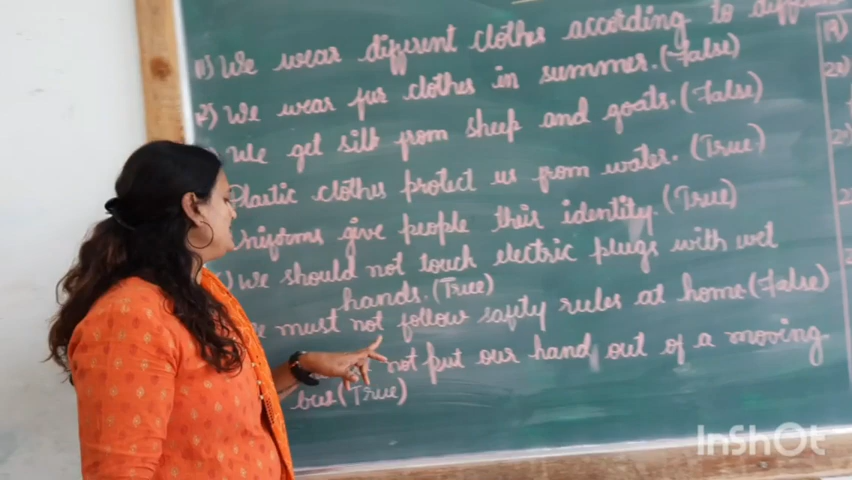 1) We wear different clothes according to differen
2) We wear fur clothes in summer. (False)
We get silk from sheep and goats. (False)
Plastic clothes protect us from water. (True)
niforms give people their identity. (True)
) We should not touch electric plugs with wet
hands. (True)
e must not follow safety rules at home (False)
not put our hand out of a moving
bus (True)
InShot